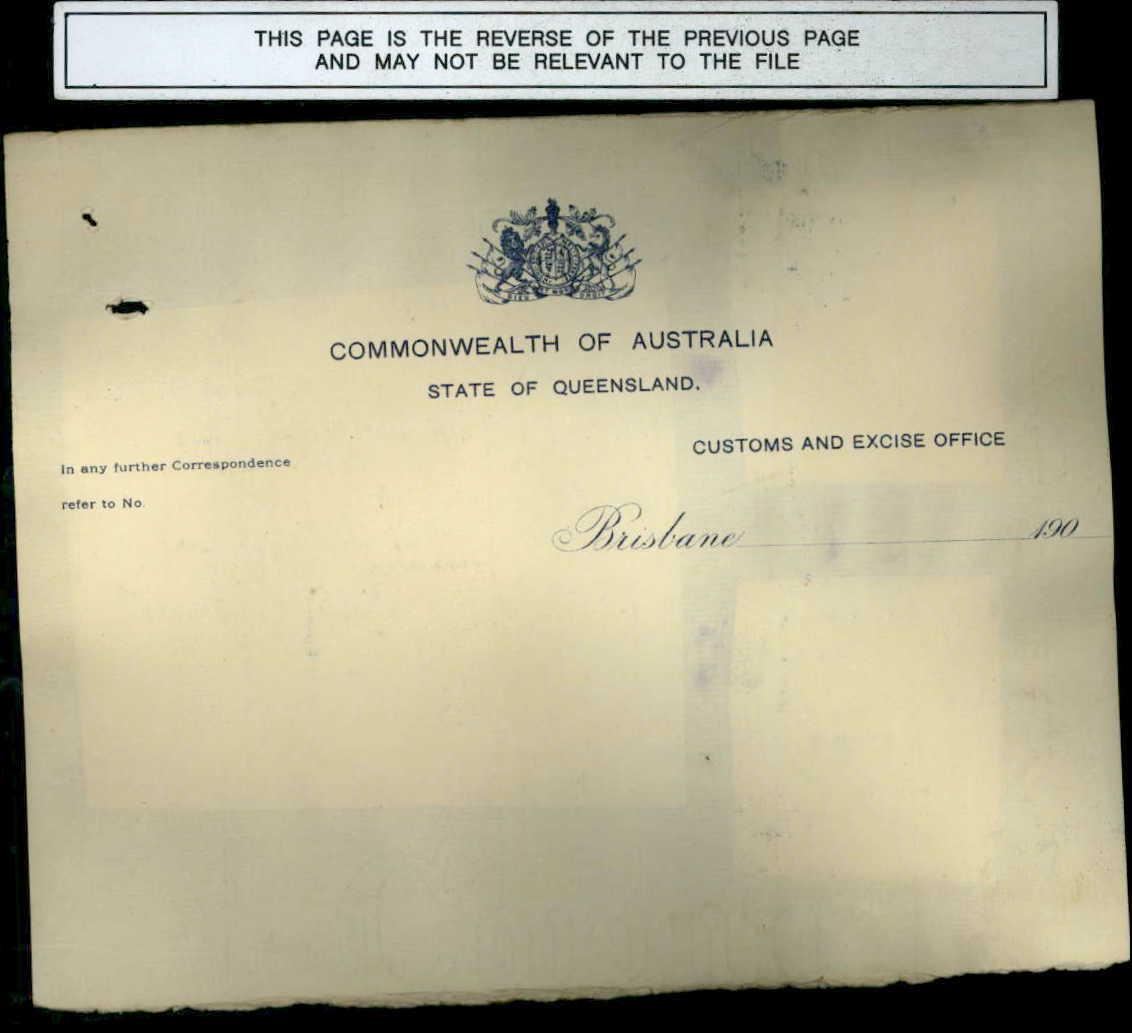 THIS PAGE IS THE REVERSE OF THE PREVIOUS PAGE
AND MAY NOT BE RELEVANT TO THE FILE
COMMONWEALTH OF AUSTRALIA
STATE OF QUEENSLAND.
CUSTOMS AND EXCISE OFFICE
In any further Correspondence
refer to No.
Brisbane 190